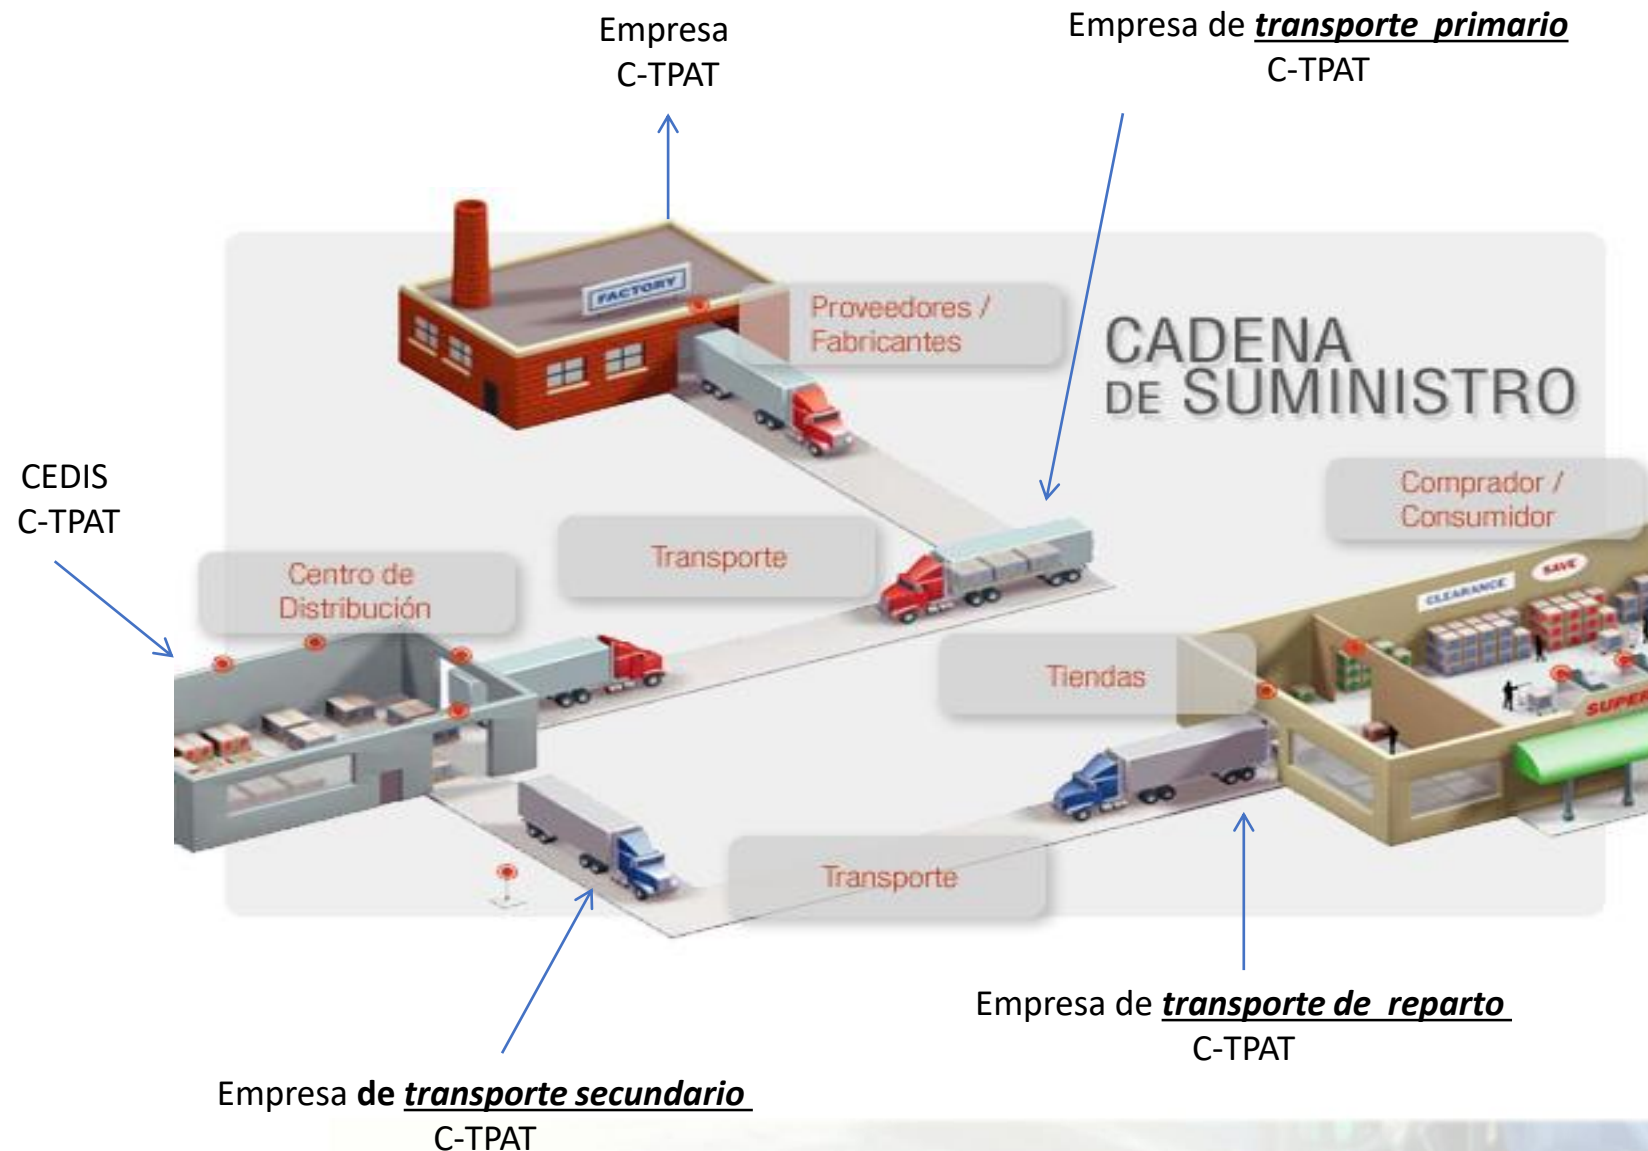 Empresa
C-TPAT
Empresa de transporte primario
C-TPAT
FACTORY
Proveedores /
Fabricantes
CADENA
DE SUMINISTRO
CEDIS
C-TPAT
Comprador /
Consumidor
Transporte
Centro de
Distribución
CLEARANCE
SAVE
Tiendas
SUPER
Transporte
Empresa de transporte de reparto
C-TPAT
Empresa de transporte secundario
C-TPAT